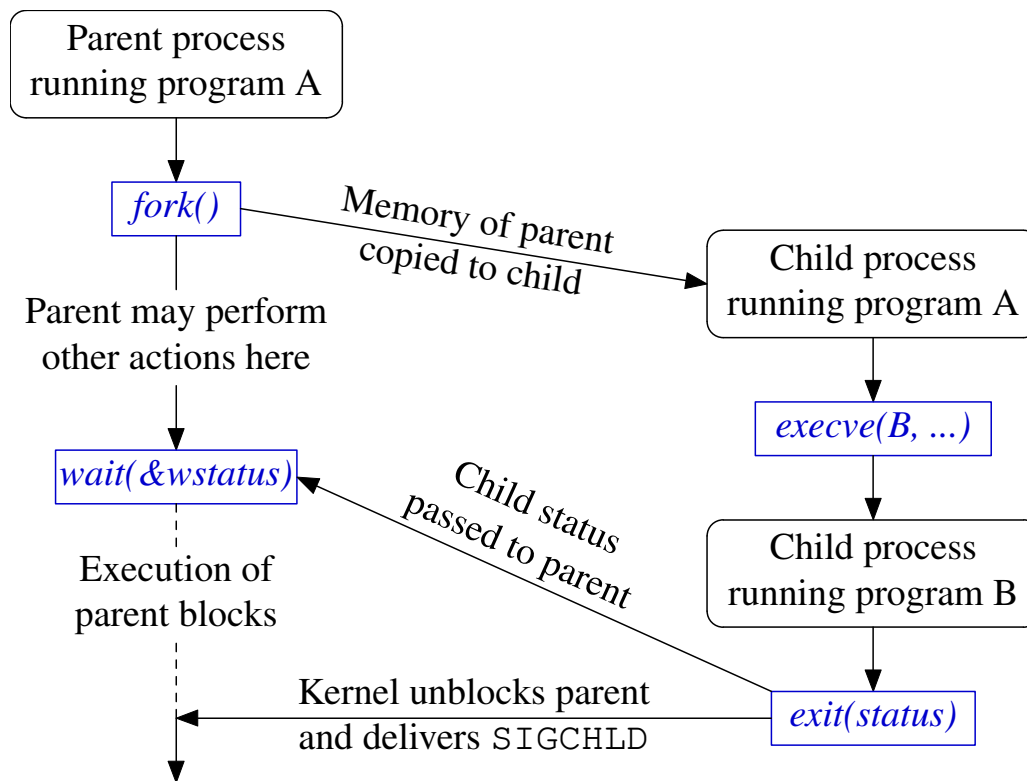 Parent process
running program A
fork()
Memory of parent
copied to child
Child process
running program A
Parent may perform
other actions here
execve(B, ...)
wait(&wstatus)
Child status
passed to parent
Child process
running program B
Execution of
parent blocks
Kernel unblocks parent
and delivers SIGCHLD
exit(status)